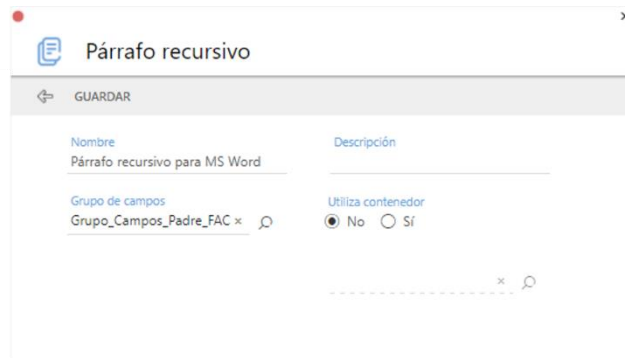 Párrafo recursivo
GUARDAR
Nombre
Descripción
Párrafo recursivo para MS Word
Grupo de campos
Utiliza contenedor
Grupo_Campos_Padre_FAC ×
No
Sí
×